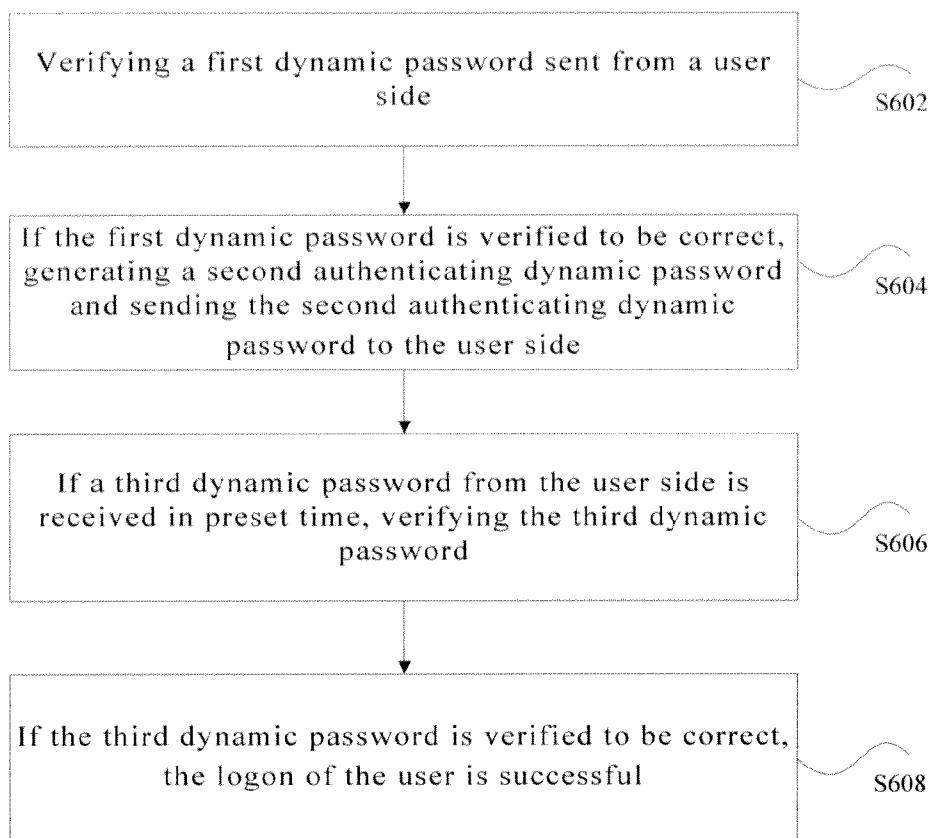 Verifying a first dynamic password sent from a user
side
S602
If the first dynamic password is verified to be correct,
generating a second authenticating dynamic password
and sending the second authenticating dynamic
password to the user side
S604
If a third dynamic password from the user side is
received in preset time, verifying the third dynamic
password
S606
If the third dynamic password is verified to be correct,
the logon of the user is successful
S608